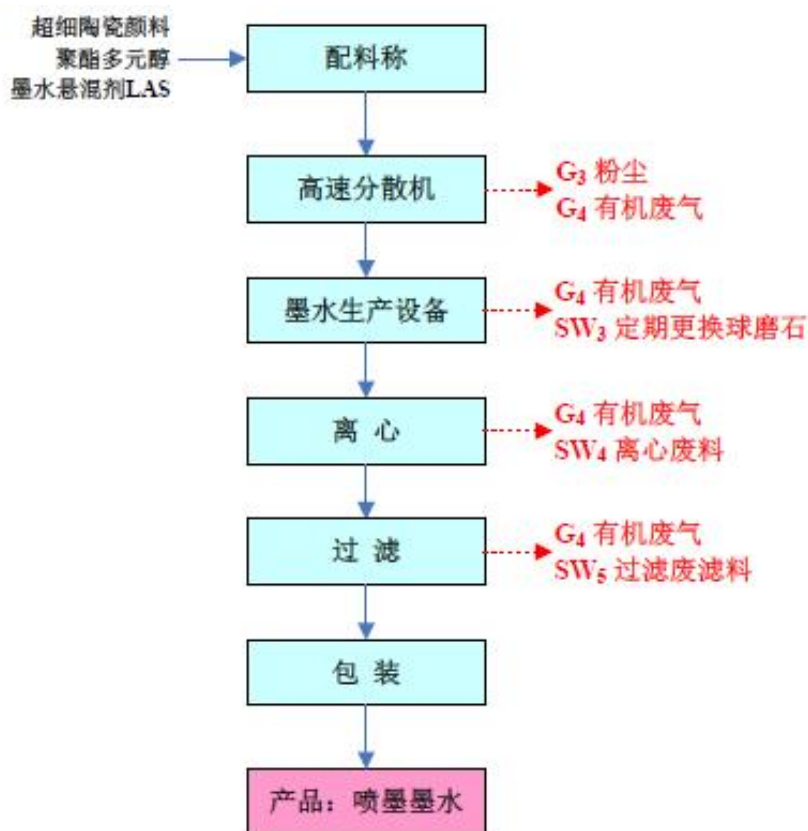 超细陶瓷颜料
聚酯多元醇
墨水悬混剂LAS
配料称
高速分散机
G₃ 粉尘
G₄ 有机废气
墨水生产设备
G₄ 有机废气
SW₃ 定期更换球磨石
离 心
G₄ 有机废气
SW₄ 离心废料
过 滤
G₄ 有机废气
SW₅ 过滤废滤料
包 装
产品：喷墨墨水